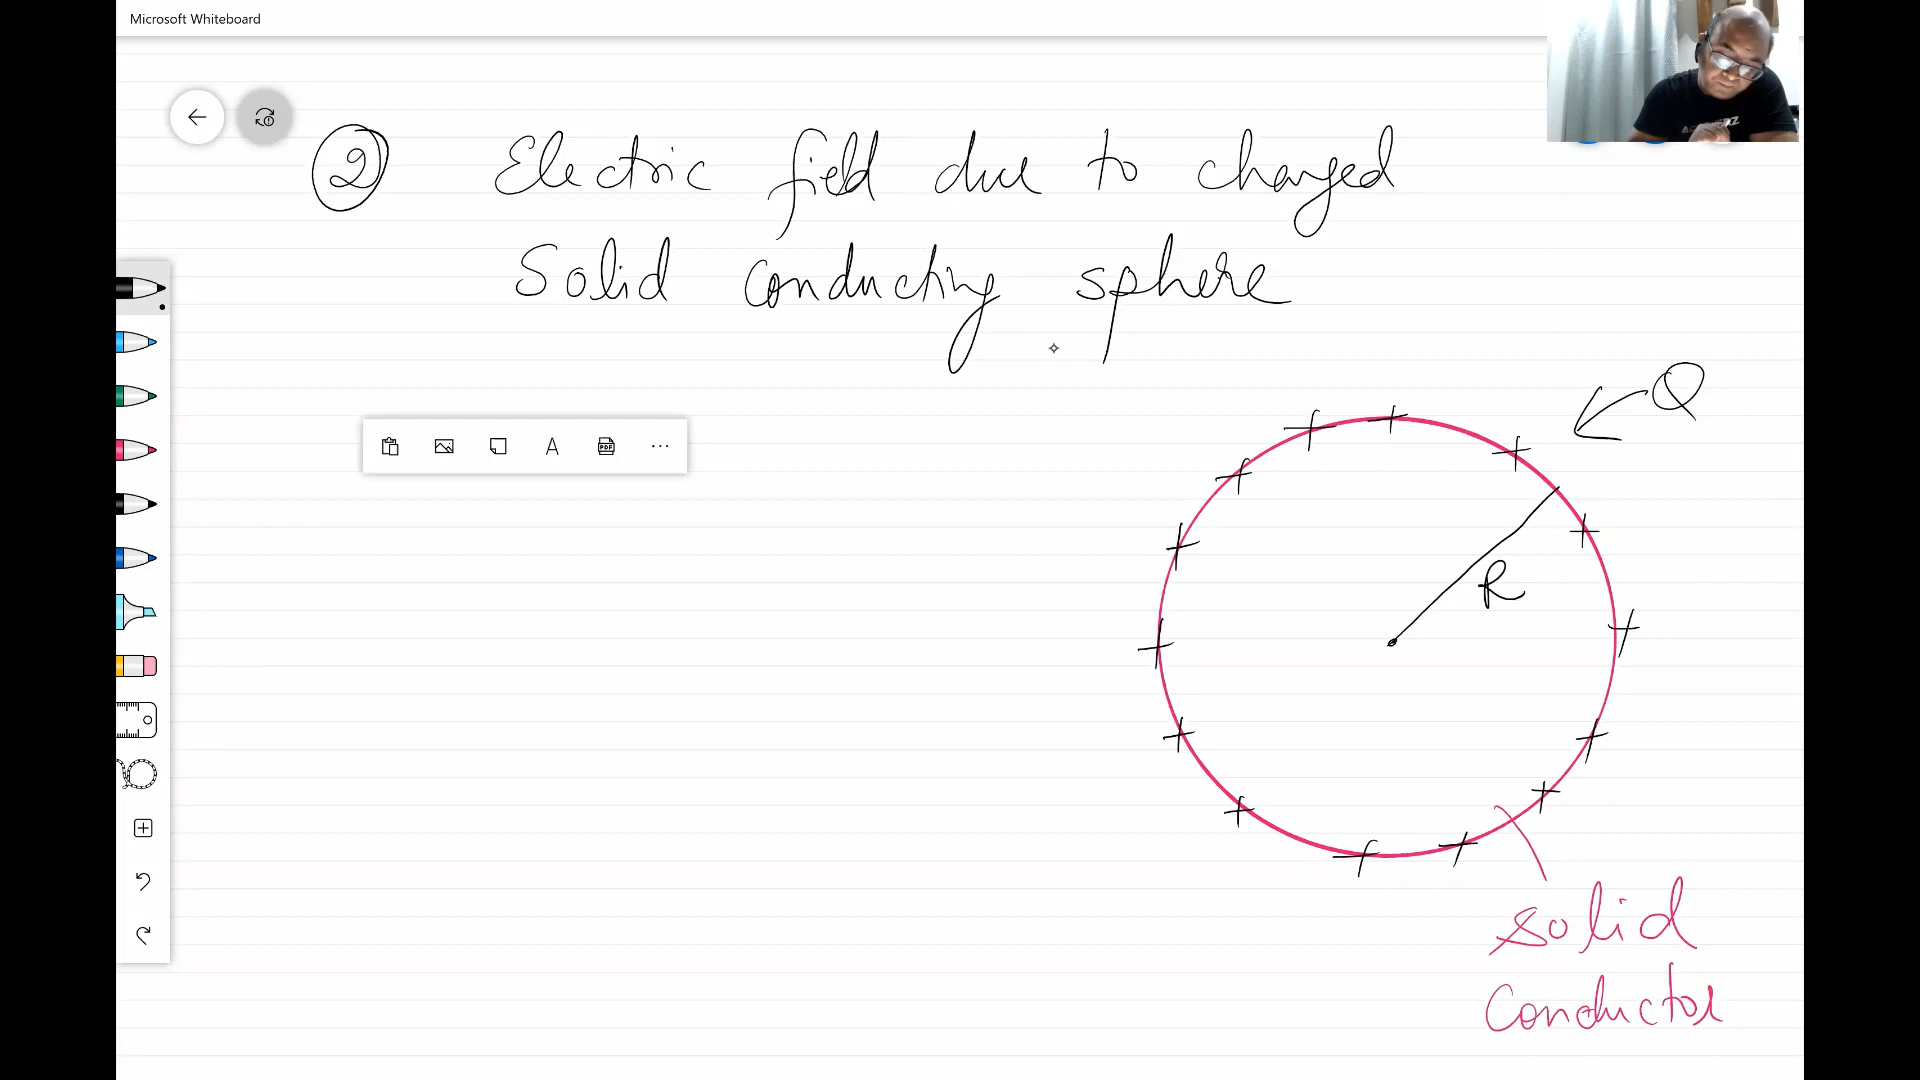 Microsoft Whiteboard
2 Electric field due to charged
Solid conducting sphere
Q
R
solid
conductor